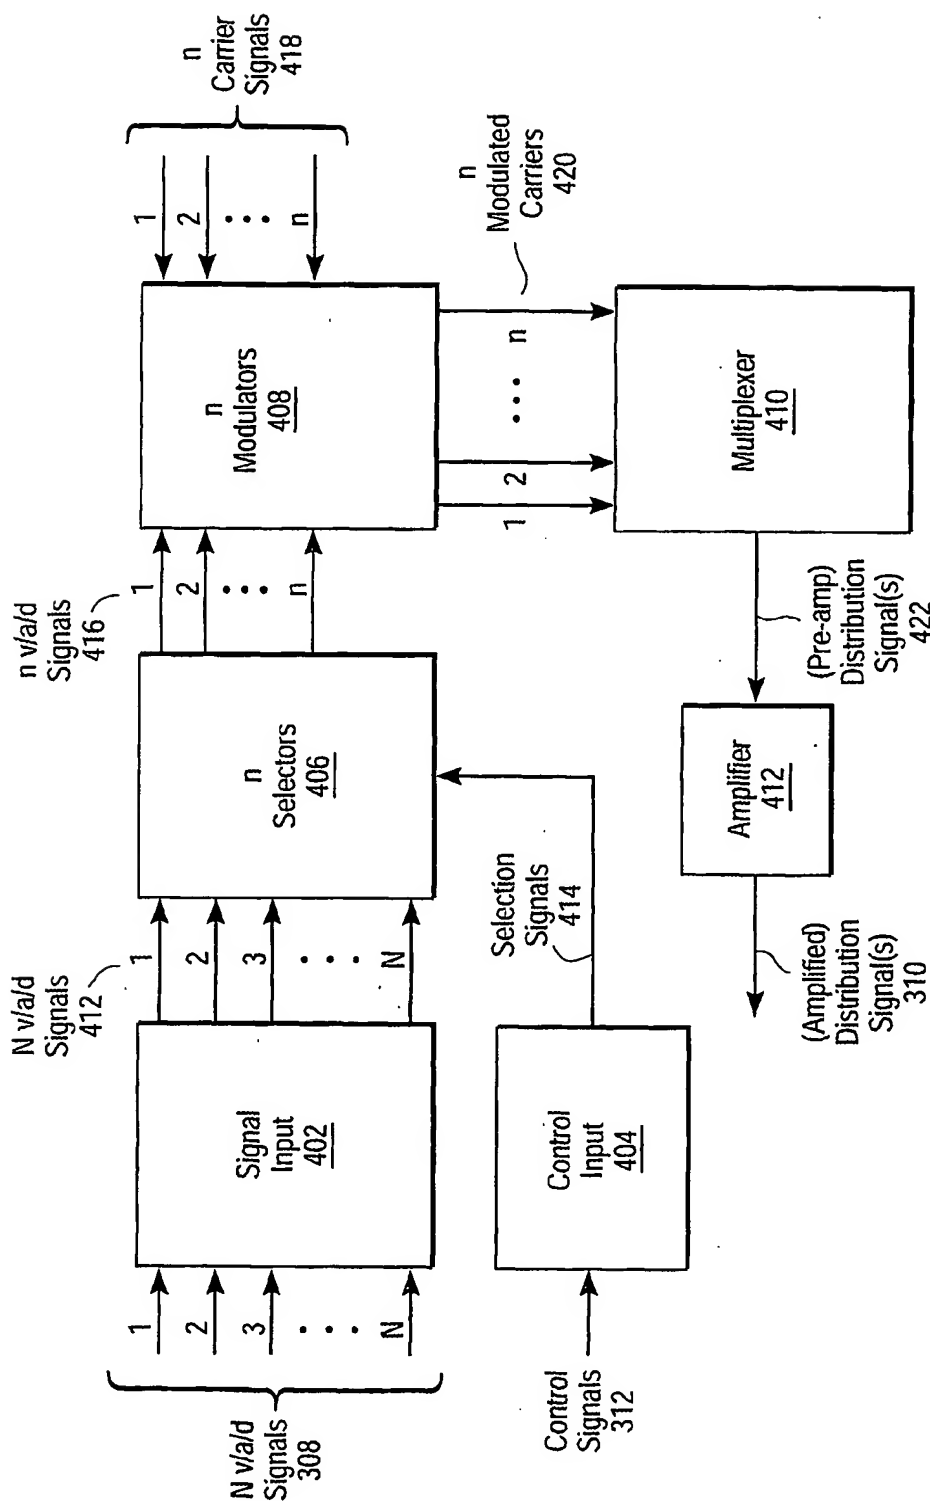 N v/a/d
Signals
308
1
2
3
. . .
N
Signal
Input
402
N v/a/d
Signals
412
1
2
3
. . .
N
n
Selectors
406
n v/a/d
Signals
416
1
2
• • •
n
n
Modulators
408
1
2
• • •
n
n
Carrier
Signals
418
Control
Signals
312
Control
Input
404
Selection
Signals
414
1
2
• • •
n
n
Modulated
Carriers
420
Multiplexer
410
(Pre-amp)
Distribution
Signal(s)
422
Amplifier
412
(Amplified)
Distribution
Signal(s)
310